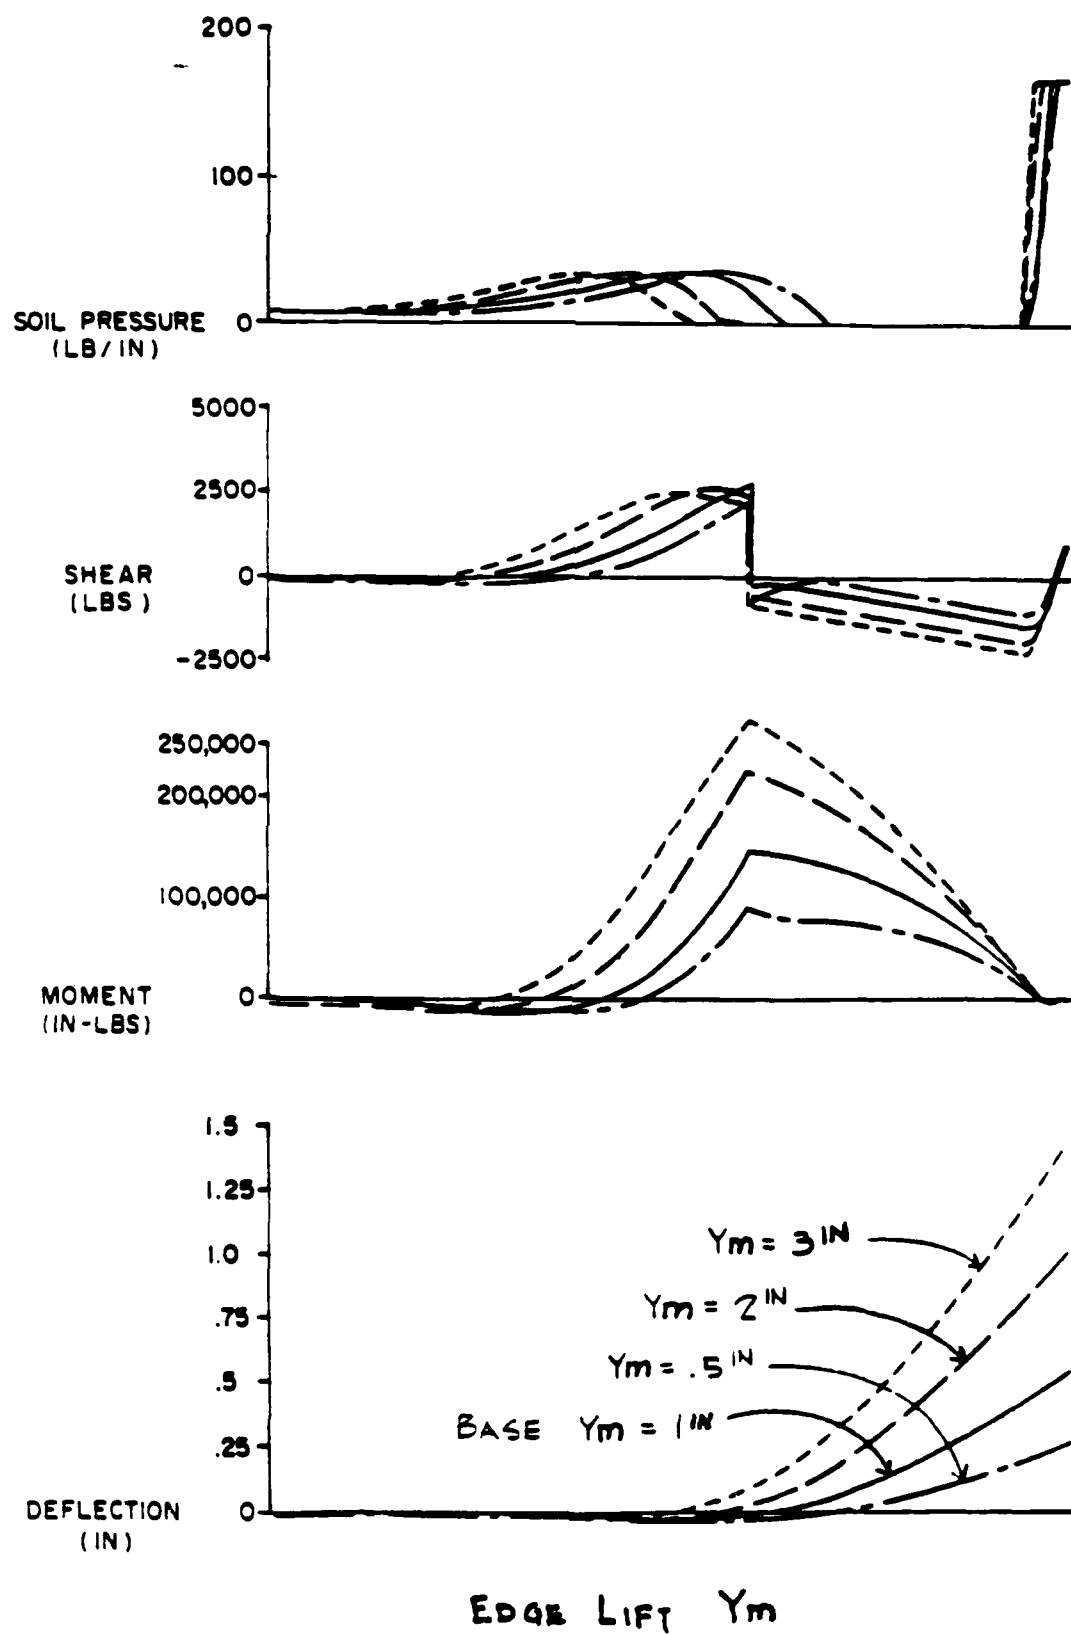 200
100
0
SOIL PRESSURE
(LB/IN)
5000
2500
0
SHEAR
(LBS)
-2500
250,000
200,000
100,000
0
MOMENT
(IN-LBS)
1.5
1.25
1.0
.75
.5
.25
0
DEFLECTION
(IN)
Ym = 3 IN
Ym = 2 IN
Ym = .5 IN
BASE Ym = 1 IN
EDGE LIFT Ym